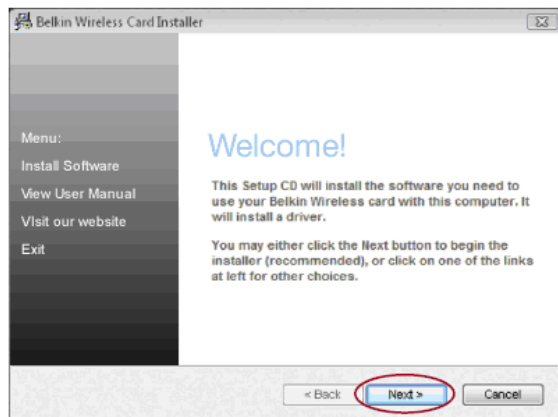 Belkin Wireless Card Installer
Menu:
Install Software
View User Manual
VIsit our website
Exit
Welcome!
This Setup CD will install the software you need to
use your Belkin Wireless card with this computer. It
will install a driver.
You may either click the Next button to begin the
installer (recommended), or click on one of the links
at left for other choices.
< Back
Next >
Cancel